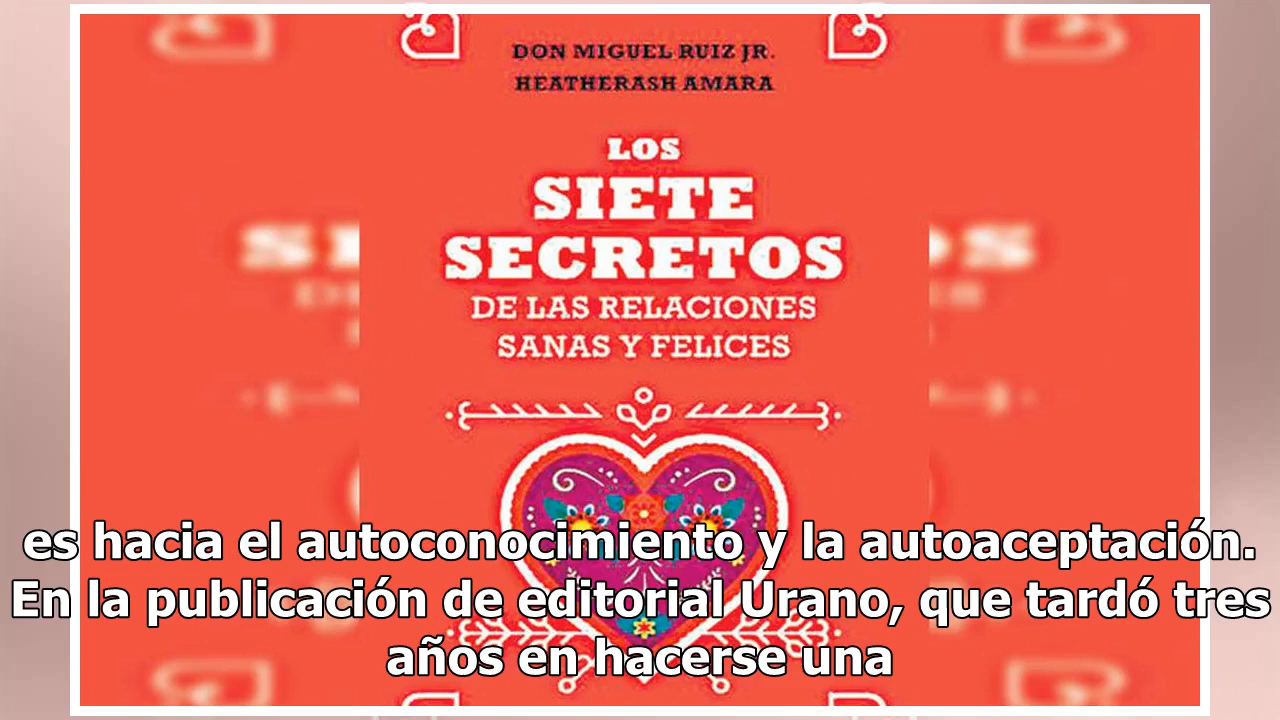 DON MIGUEL RUIZ JR.
HEATHERASH AMARA
LOS
SIETE
SECRETOS
DE LAS RELACIONES
SANAS Y FELICES
es hacia el autoconocimiento y la autoaceptación.
En la publicación de editorial Urano, que tardó tres
años en hacerse una